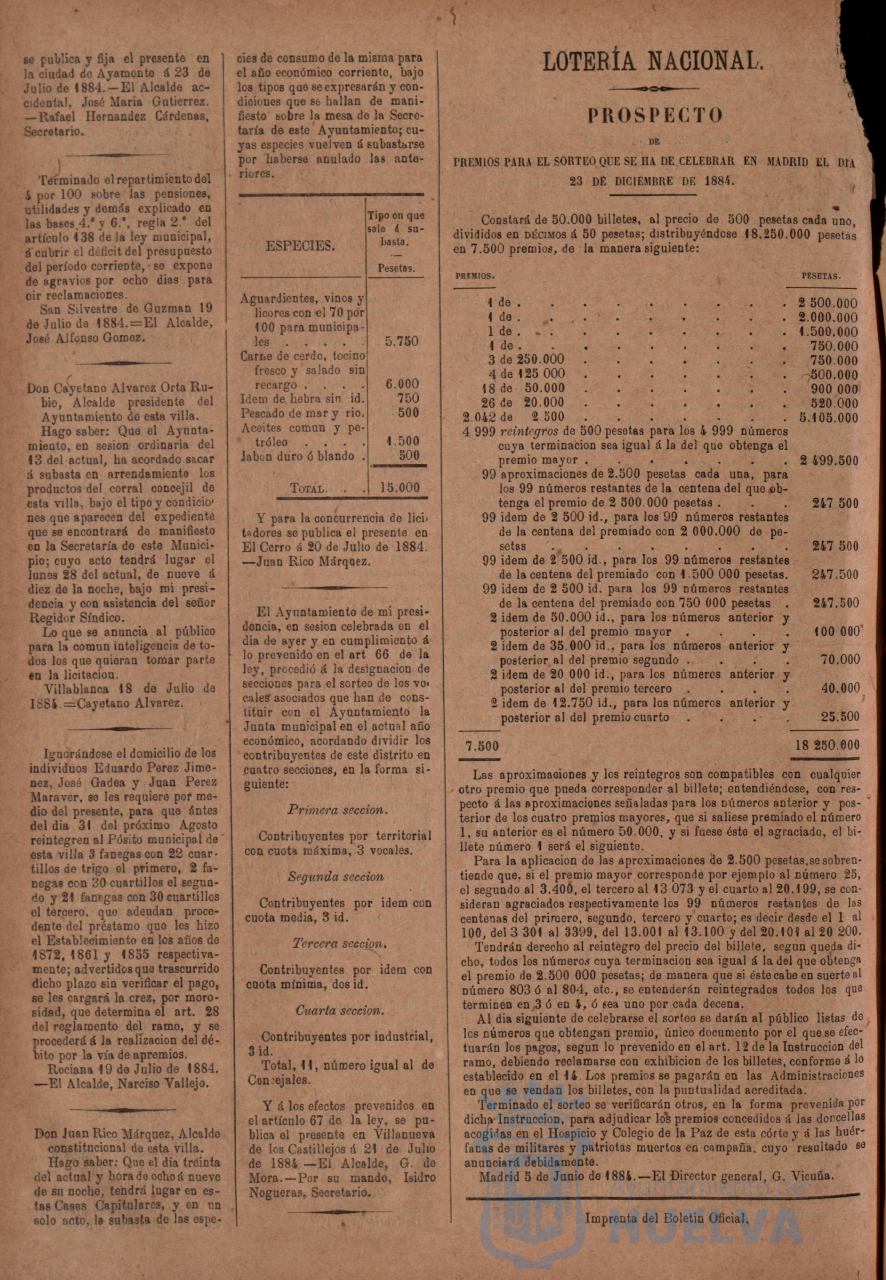 se publica y fija el presente en
la ciudad de Ayamonte á 23 de
Julio de 1884.—El Alcalde ac-
cidental, José Maria Gutierrez.
—Rafael Hernandez Cárdenas,
Secretario.
Terminado el repartimiento del
4 por 100 sobre las pensiones,
utilidades y demás explicado en
las bases 4.ª y 6.ª, regla 2.ª del
artículo 138 de la ley municipal,
á cubrir el déficit del presupuesto
del período corriente, se expone
de agravios por ocho dias para
oir reclamaciones.
San Silvestre de Guzman 19
de Julio de 1884.=El Alcalde,
José Alfonso Gomez.
Don Cayetano Alvarez Orta Ru-
bio, Alcalde presidente del
Ayuntamiento de esta villa.
Hago saber: Que el Ayunta-
miento, en sesion ordinaria del
13 del actual, ha acordado sacar
á subasta en arrendamiento los
productos del corral concejil de
esta villa, bajo el tipo y condicio-
nes que aparecen del expediente
que se encontrará de manifiesto
en la Secretaría de este Munici-
pio; cuyo acto tendrá lugar el
lunes 28 del actual, de nueve á
diez de la noche, bajo mi presi-
dencia y con asistencia del señor
Regidor Síndico.
Lo que se anuncia al público
para la comun inteligencia de to-
dos los que quieran tomar parte
en la licitacion.
Villablanca 18 de Julio de
1884.=Cayetano Alvarez.
Ignorándose el domicilio de los
individuos Eduardo Perez Jime-
nez, José Gadea y Juan Perez
Maraver, se les requiere por me-
dio del presente, para que ántes
del dia 31 del próximo Agosto
reintegren al Pósito municipal de
esta villa 3 fanegas con 22 cuar-
tillos de trigo el primero, 2 fa-
negas con 30 cuartillos el segun-
do y 21 fanegas con 30 cuartillos
el tercero, que adeudan proce-
dente del préstamo que les hizo
el Establecimiento en los años de
1872, 1861 y 1855 respectiva-
mente; advertidos que trascurrido
dicho plazo sin verificar el pago,
se les cargará la crez, por moro-
sidad, que determina el art. 28
del reglamento del ramo, y se
procederá á la realizacion del dé-
bito por la vía de apremios.
Rociana 19 de Julio de 1884.
—El Alcalde, Narciso Vallejo.
Don Juan Rico Márquez, Alcalde
constitucional de esta villa.
Hago saber: Que el dia treinta
del actual y hora de ocho á nueve
de su noche, tendrá lugar en es-
tas Casas Capitulares, y en un
solo acto, la subasta de las espe-
cies de consumo de la misma para
el año económico corriente, bajo
los tipos que se expresarán y con-
diciones que se hallan de mani-
fiesto sobre la mesa de la Secre-
taría de este Ayuntamiento; cu-
yas especies vuelven á subastarse
por haberse anulado las ante-
riores.
ESPECIES.
Tipo en que
sale á su-
basta.
—
Pesetas.
Aguardientes, vinos y
licores con el 70 por
100 para municipa-
les . . . . . 5.750
Carne de cerdo, tocino
fresco y salado sin
recargo . . . . 6.000
Idem de hebra sin id. 750
Pescado de mar y rio. 500
Aceites comun y pe-
tróleo . . . . 1.500
Jabon duro ó blando . 500
TOTAL. . . 15.000
Y para la concurrencia de lici-
tadores se publica el presente en
El Cerro á 20 de Julio de 1884.
—Juan Rico Márquez.
El Ayuntamiento de mi presi-
dencia, en sesion celebrada en el
dia de ayer y en cumplimiento á
lo prevenido en el art 66 de la
ley, procedió á la designacion de
secciones para el sorteo de los vo-
cales asociados que han de cons-
tituir con el Ayuntamiento la
Junta municipal en el actual año
económico, acordando dividir los
contribuyentes de este distrito en
cuatro secciones, en la forma si-
guiente:
Primera seccion.
Contribuyentes por territorial
con cuota máxima, 3 vocales.
Segunda seccion
Contribuyentes por idem con
cuota media, 3 id.
Tercera seccion.
Contribuyentes por idem con
cuota mínima, dos id.
Cuarta seccion.
Contribuyentes por industrial,
3 id.
Total, 11, número igual al de
Concejales.
Y á los efectos prevenidos en
el artículo 67 de la ley, se pu-
blica el presente en Villanueva
de los Castillejos á 21 de Julio
de 1884—El Alcalde, G. de
Mora.—Por su mando, Isidro
Nogueras, Secretario.
LOTERÍA NACIONAL.
PROSPECTO
DE
PREMIOS PARA EL SORTEO QUE SE HA DE CELEBRAR EN MADRID EL DIA
23 DE DICIEMBRE DE 1884.
Constará de 50.000 billetes, al precio de 500 pesetas cada uno,
divididos en DÉCIMOS á 50 pesetas; distribuyéndose 18.250.000 pesetas
en 7.500 premios, de la manera siguiente:
PREMIOS. PESETAS.
1 de . . . . . . . . . 2 500.000
1 de . . . . . . . . . 2.000.000
1 de . . . . . . . . . 1.500.000
1 de . . . . . . . . . 750.000
3 de 250.000 . . . . . . . 750.000
4 de 125 000 . . . . . . . 500.000
18 de 50.000 . . . . . . . 900 000
26 de 20.000 . . . . . . . 520.000
2.042 de 2 500 . . . . . . . 5.105.000
4 999 reintegros de 500 pesetas para los 4 999 números
cuya terminacion sea igual á la del que obtenga el
premio mayor . . . . . . . 2 499.500
99 aproximaciones de 2.500 pesetas cada una, para
los 99 números restantes de la centena del que ob-
tenga el premio de 2 500.000 pesetas . . . 247 500
99 idem de 2 500 id., para los 99 números restantes
de la centena del premiado con 2 000.000 de pe-
setas . . . . . . . . 247 500
99 idem de 2 500 id., para los 99 números restantes
de la centena del premiado con 1.500 000 pesetas. 247.500
99 idem de 2 500 id. para los 99 números restantes
de la centena del premiado con 750 000 pesetas . 247.500
2 idem de 50.000 id., para los números anterior y
posterior al del premio mayor . . . . 100 000
2 idem de 35.000 id., para los números anterior y
posterior al del premio segundo . . . . 70.000
2 idem de 20 000 id., para los números anterior y
posterior al del premio tercero . . . . 40.000
2 idem de 12.750 id., para los números anterior y
posterior al del premio cuarto . . . . 25.500
7.500 18 250.000
Las aproximaciones y los reintegros son compatibles con cualquier
otro premio que pueda corresponder al billete; entendiéndose, con res-
pecto á las aproximaciones señaladas para los números anterior y pos-
terior de los cuatro premios mayores, que si saliese premiado el número
1, su anterior es el número 50.000, y si fuese éste el agraciado, el bi-
llete número 1 será el siguiente.
Para la aplicacion de las aproximaciones de 2.500 pesetas, se sobren-
tiende que, si el premio mayor corresponde por ejemplo al número 25,
el segundo al 3.400, el tercero al 13 073 y el cuarto al 20.199, se con-
sideran agraciados respectivamente los 99 números restantes de las
centenas del primero, segundo, tercero y cuarto; es decir desde el 1 al
100, del 3 301 al 3399, del 13.001 al 13.100 y del 20.101 al 20 200.
Tendrán derecho al reintegro del precio del billete, segun queda di-
cho, todos los números cuya terminacion sea igual á la del que obtenga
el premio de 2.500 000 pesetas; de manera que si éste cabe en suerte al
número 803 ó al 804, etc., se entenderán reintegrados todos los que
terminen en 3 ó en 4, ó sea uno por cada decena.
Al dia siguiente de celebrarse el sorteo se darán al público listas de
los números que obtengan premio, único documento por el que se efec-
tuarán los pagos, segun lo prevenido en el art. 12 de la Instruccion del
ramo, debiendo reclamarse con exhibicion de los billetes, conforme á lo
establecido en el 14. Los premios se pagarán en las Administraciones
en que se vendan los billetes, con la puntualidad acreditada.
Terminado el sorteo se verificarán otros, en la forma prevenida por
dicha Instruccion, para adjudicar los premios concedidos á las doncellas
acogidas en el Hospicio y Colegio de la Paz de esta córte y á las huér-
fanas de militares y patriotas muertos en campaña, cuyo resultado se
anunciará debidamente.
Madrid 5 de Junio de 1884.—El Director general, G. Vicuña.
Imprenta del Boletin Oficial.
Ayuntamiento de
HUELVA